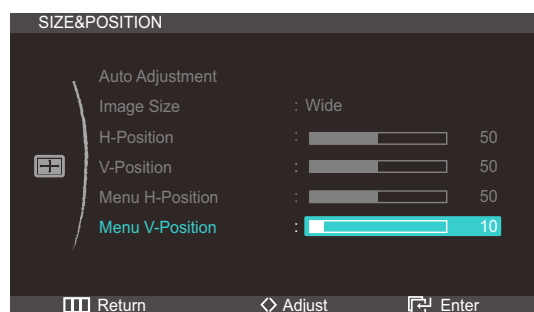 SIZE&POSITION
Auto Adjustment
Image Size : Wide
H-Position : 50
V-Position : 50
Menu H-Position : 50
Menu V-Position : 10
Return Adjust Enter